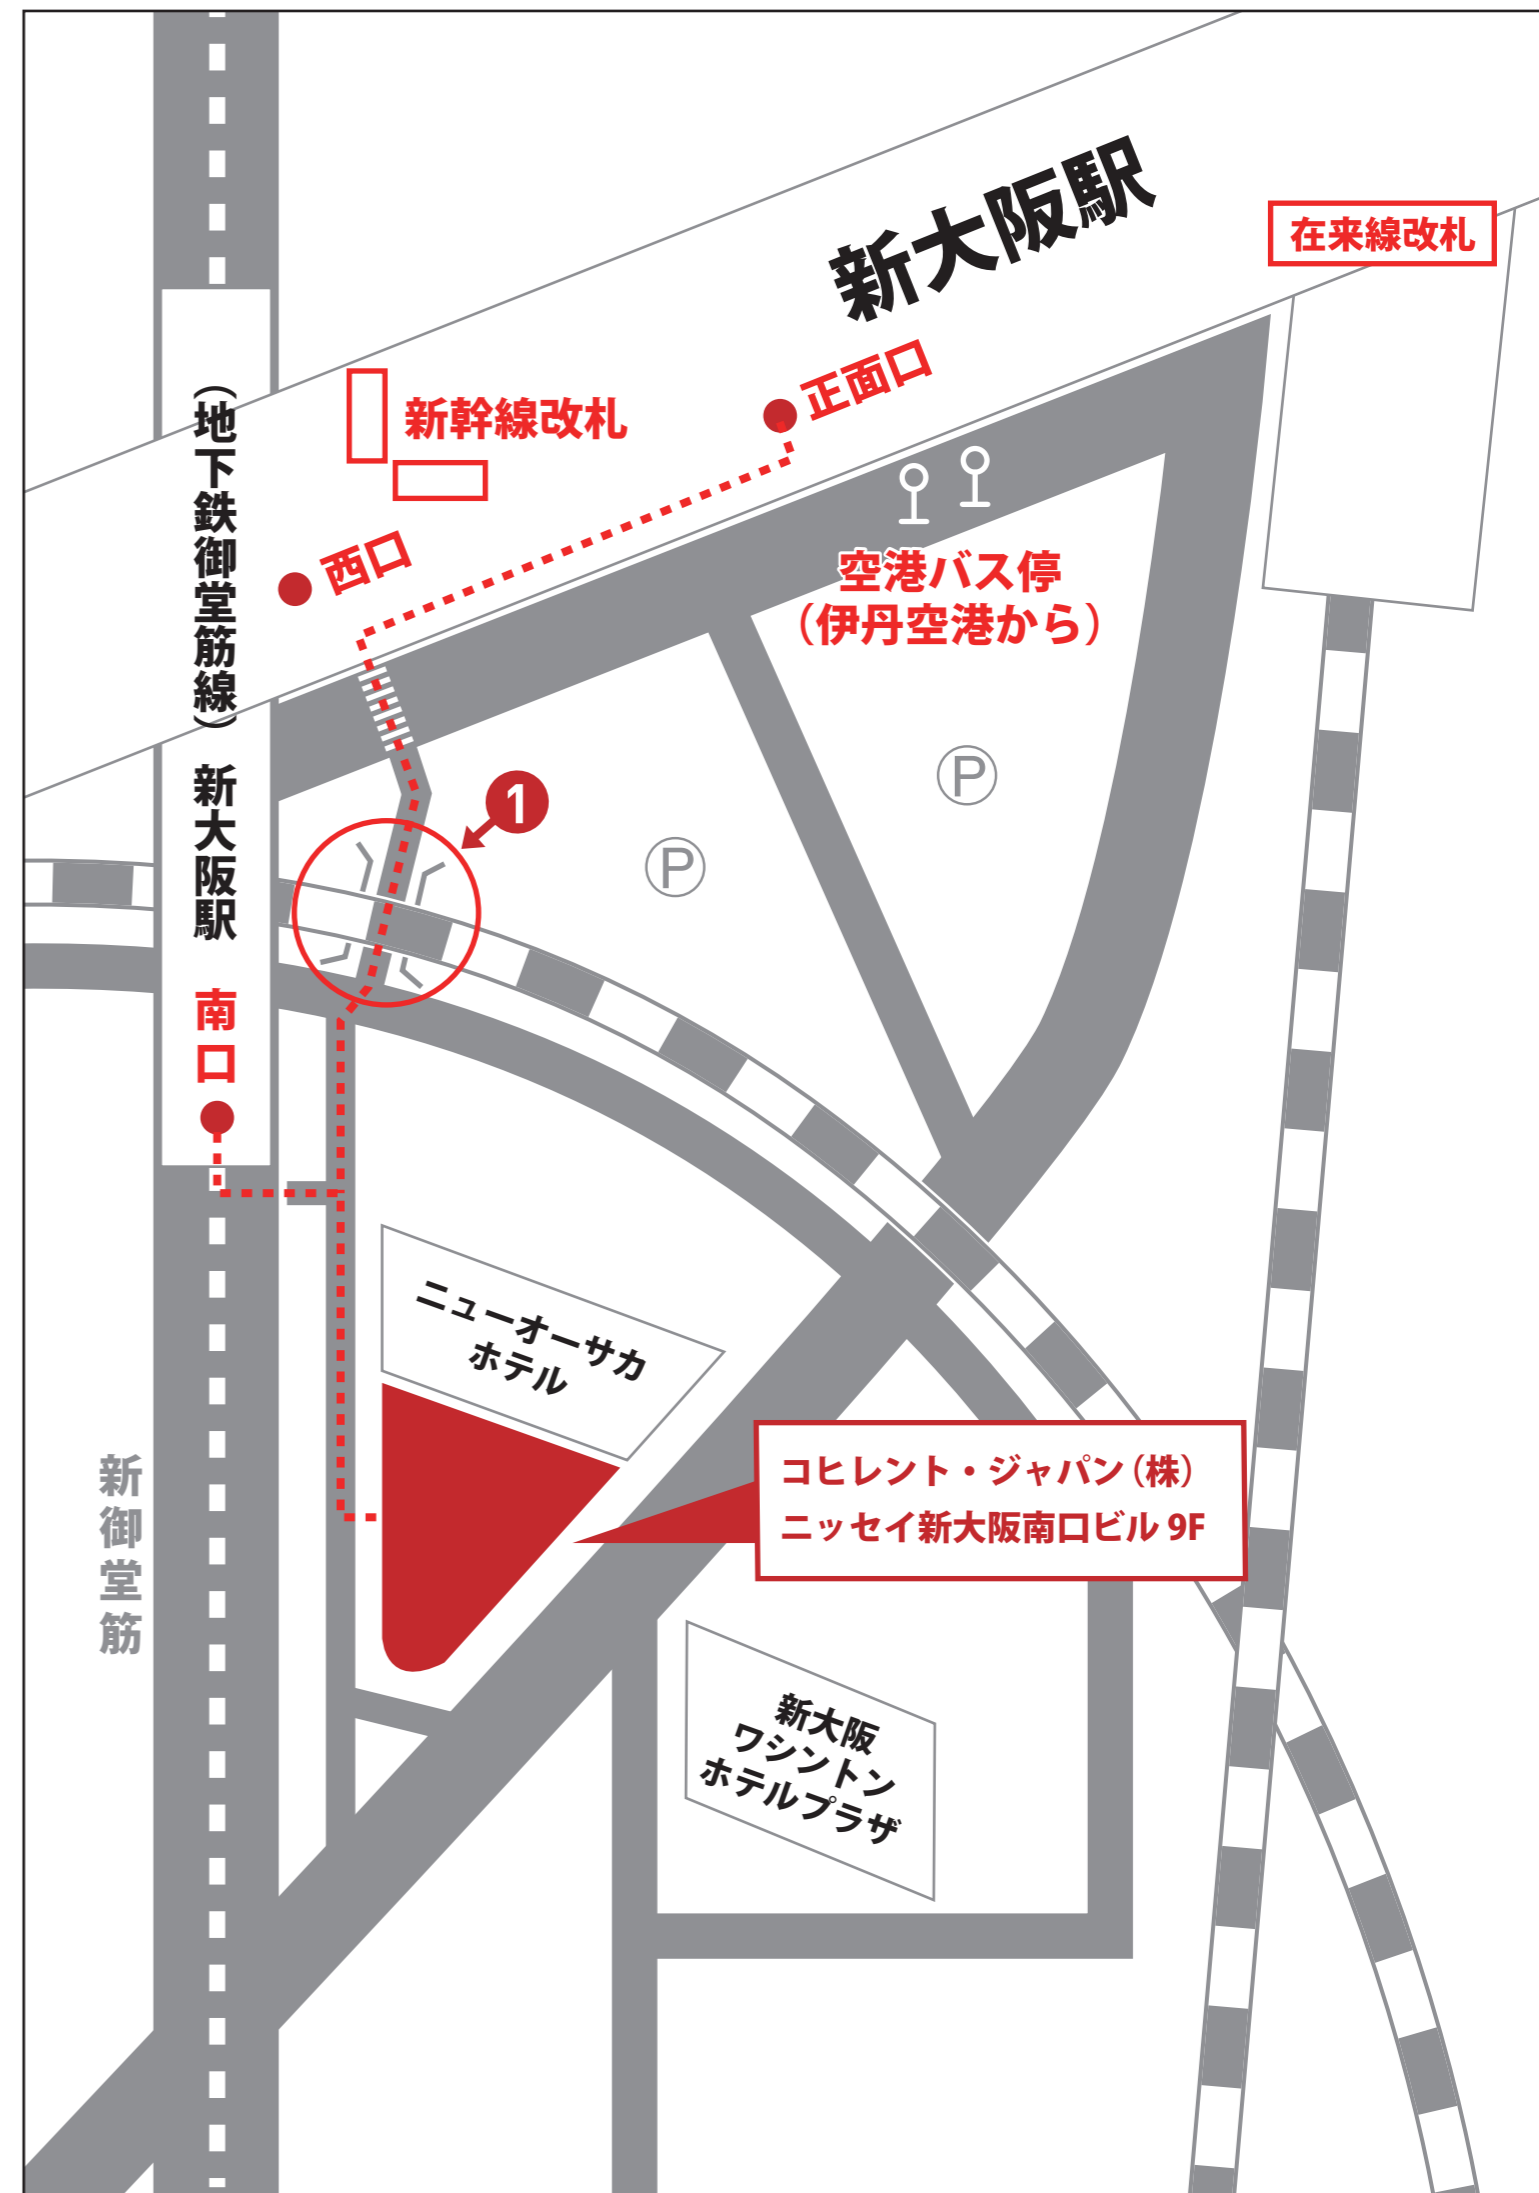 新大阪駅
在来線改札
正面口
新幹線改札
西口
(地下鉄御堂筋線) 新大阪駅 南口
空港バス停
(伊丹空港から)
P
P
1
ニューオーサカ
ホテル
コヒレント・ジャパン(株)
ニッセイ新大阪南口ビル 9F
新御堂筋
新大阪
ワシントン
ホテルプラザ